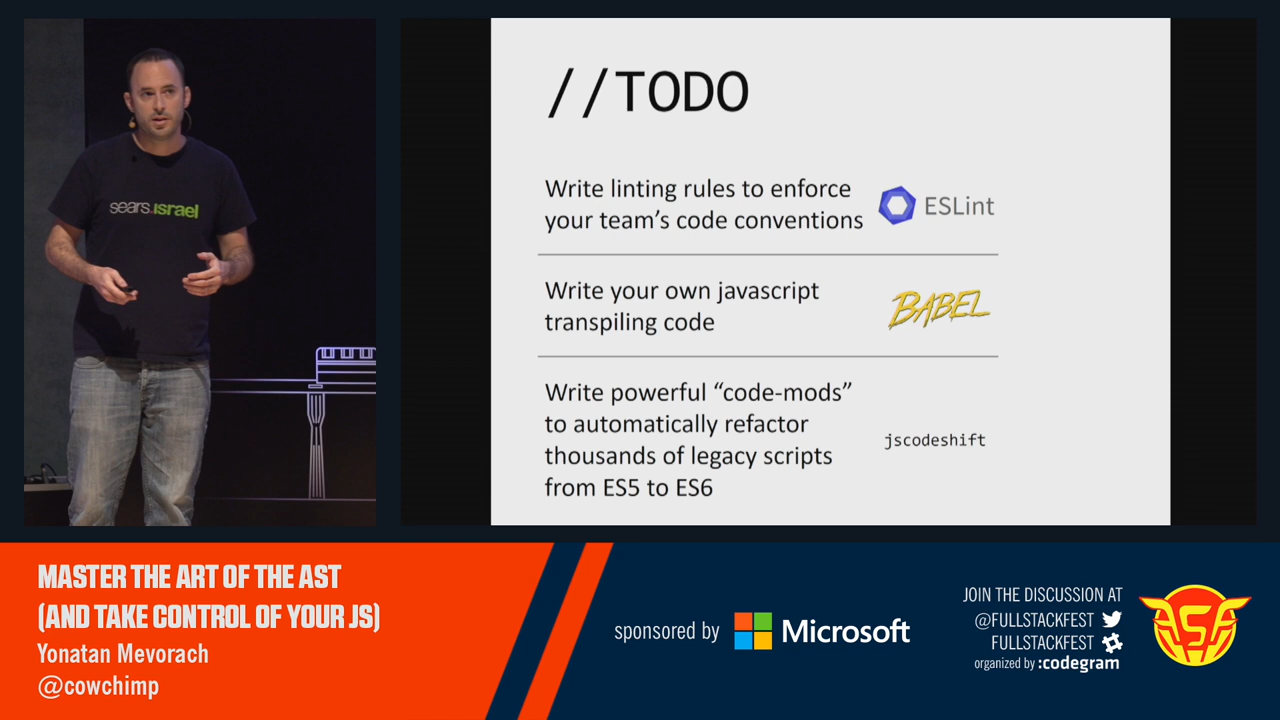 sears.israel
//TODO
Write linting rules to enforce
your team’s code conventions
ESLint
Write your own javascript
transpiling code
BABEL
Write powerful “code-mods”
to automatically refactor
thousands of legacy scripts
from ES5 to ES6
jscodeshift
MASTER THE ART OF THE AST
(AND TAKE CONTROL OF YOUR JS)
Yonatan Mevorach
@cowchimp
sponsored by Microsoft
JOIN THE DISCUSSION AT
@FULLSTACKFEST
FULLSTACKFEST
organized by :codegram
FSF